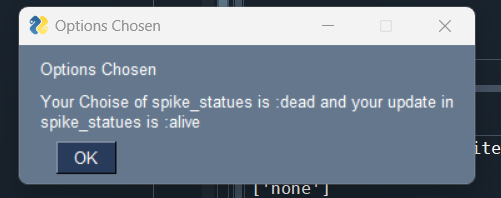 Options Chosen
Options Chosen
Your Choise of spike_statues is :dead and your update in
spike_statues is :alive
OK
ite
['none']